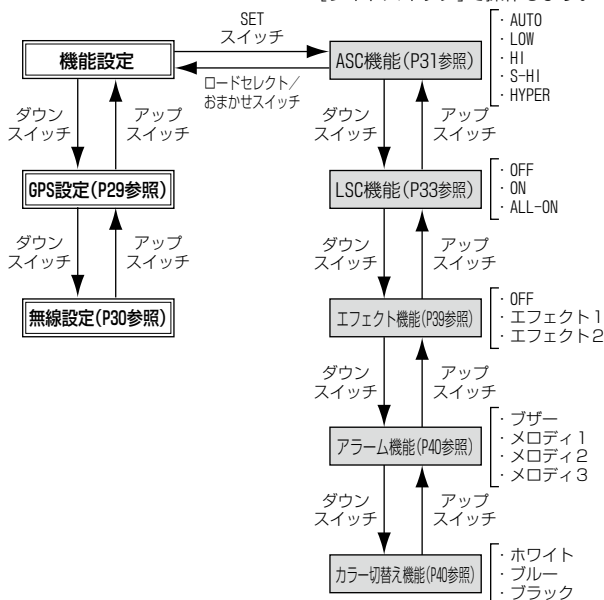 SET
スイッチ
・AUTO
・LOW
・HI
・S-HI
・HYPER
機能設定
ASC機能(P31参照)
ロードセレクト／
おまかせスイッチ
ダウン
スイッチ
アップ
スイッチ
ダウン
スイッチ
アップ
スイッチ
GPS設定(P29参照)
LSC機能(P33参照)
・OFF
・ON
・ALL-ON
ダウン
スイッチ
アップ
スイッチ
ダウン
スイッチ
アップ
スイッチ
無線設定(P30参照)
エフェクト機能(P39参照)
・OFF
・エフェクト1
・エフェクト2
ダウン
スイッチ
アップ
スイッチ
アラーム機能(P40参照)
・ブザー
・メロディ1
・メロディ2
・メロディ3
ダウン
スイッチ
アップ
スイッチ
カラー切替え機能(P40参照)
・ホワイト
・ブルー
・ブラック